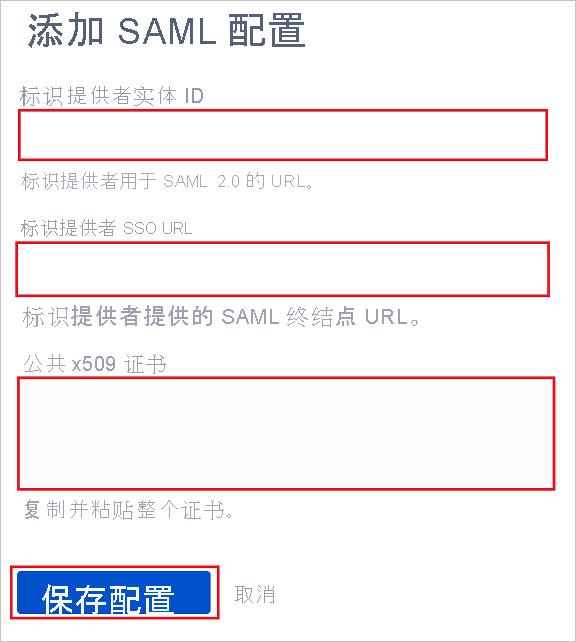 添加 SAML 配置
标识提供者实体 ID
标识提供者用于 SAML 2.0 的 URL。
标识提供者 SSO URL
标识提供者提供的 SAML 终结点 URL。
公共 x509 证书
复制并粘贴整个证书。
保存配置 取消